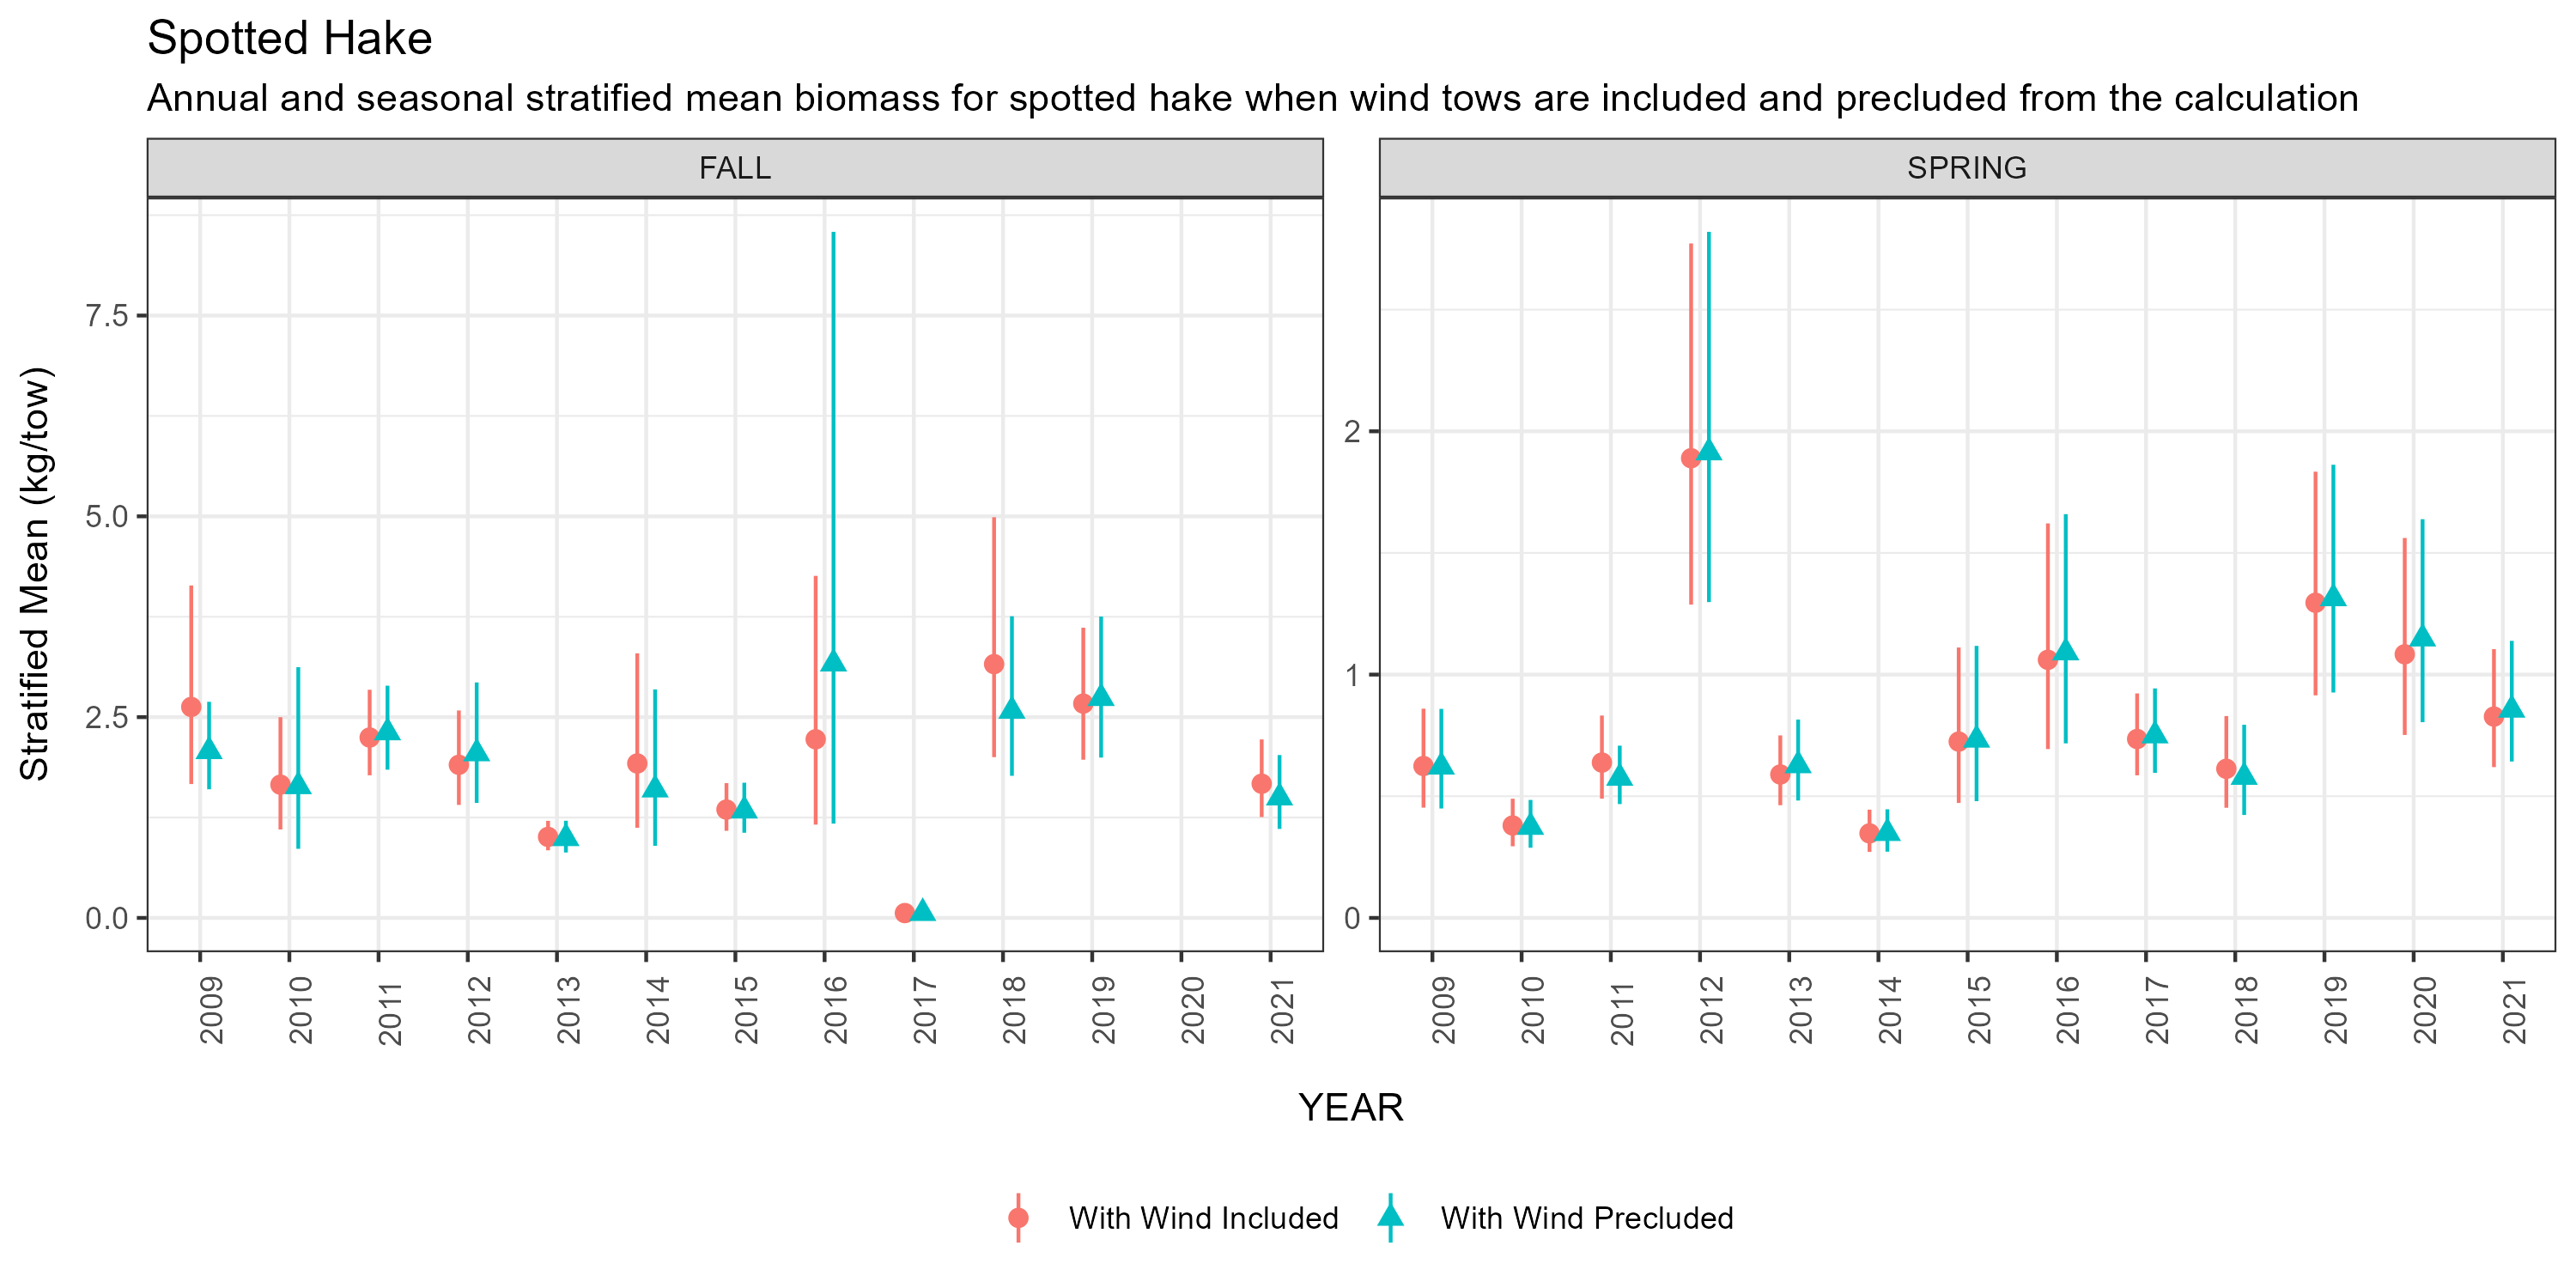 Spotted Hake
Annual and seasonal stratified mean biomass for spotted hake when wind tows are included and precluded from the calculation
FALL
SPRING
Stratified Mean (kg/tow)
7.5
5.0
2.5
0.0
2
1
0
2009 2010 2011 2012 2013 2014 2015 2016 2017 2018 2019 2020 2021
2009 2010 2011 2012 2013 2014 2015 2016 2017 2018 2019 2020 2021
YEAR
With Wind Included
With Wind Precluded